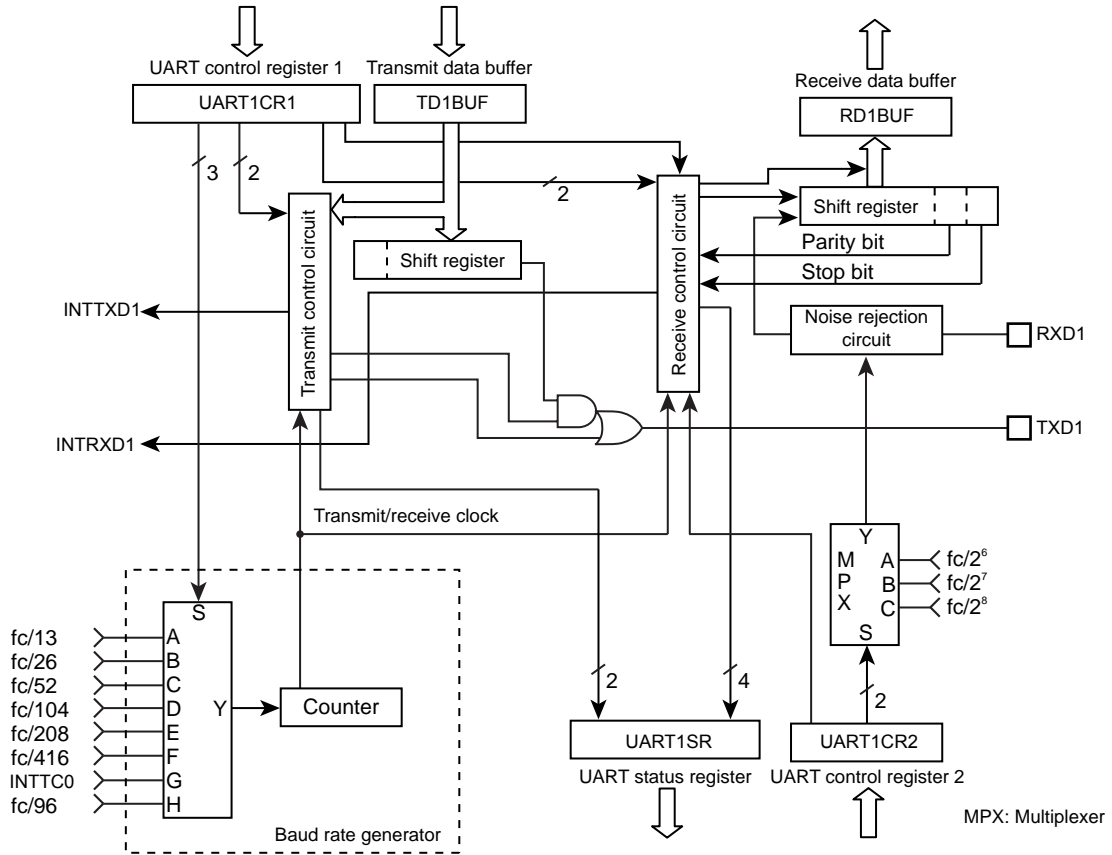 UART control register 1
Transmit data buffer
Receive data buffer
UART1CR1
TD1BUF
RD1BUF
3
2
2
Shift register
Shift register
Parity bit
Stop bit
Transmit control circuit
Receive control circuit
INTTXD1
Noise rejection
circuit
RXD1
INTRXD1
TXD1
Transmit/receive clock
Y
M
P
X
A
B
C
S
fc/2⁶
fc/2⁷
fc/2⁸
S
fc/13
A
fc/26
B
fc/52
C
fc/104
D
fc/208
E
fc/416
F
INTTC0
G
fc/96
H
Y
Counter
2
4
2
UART1SR
UART1CR2
UART status register
UART control register 2
Baud rate generator
MPX: Multiplexer